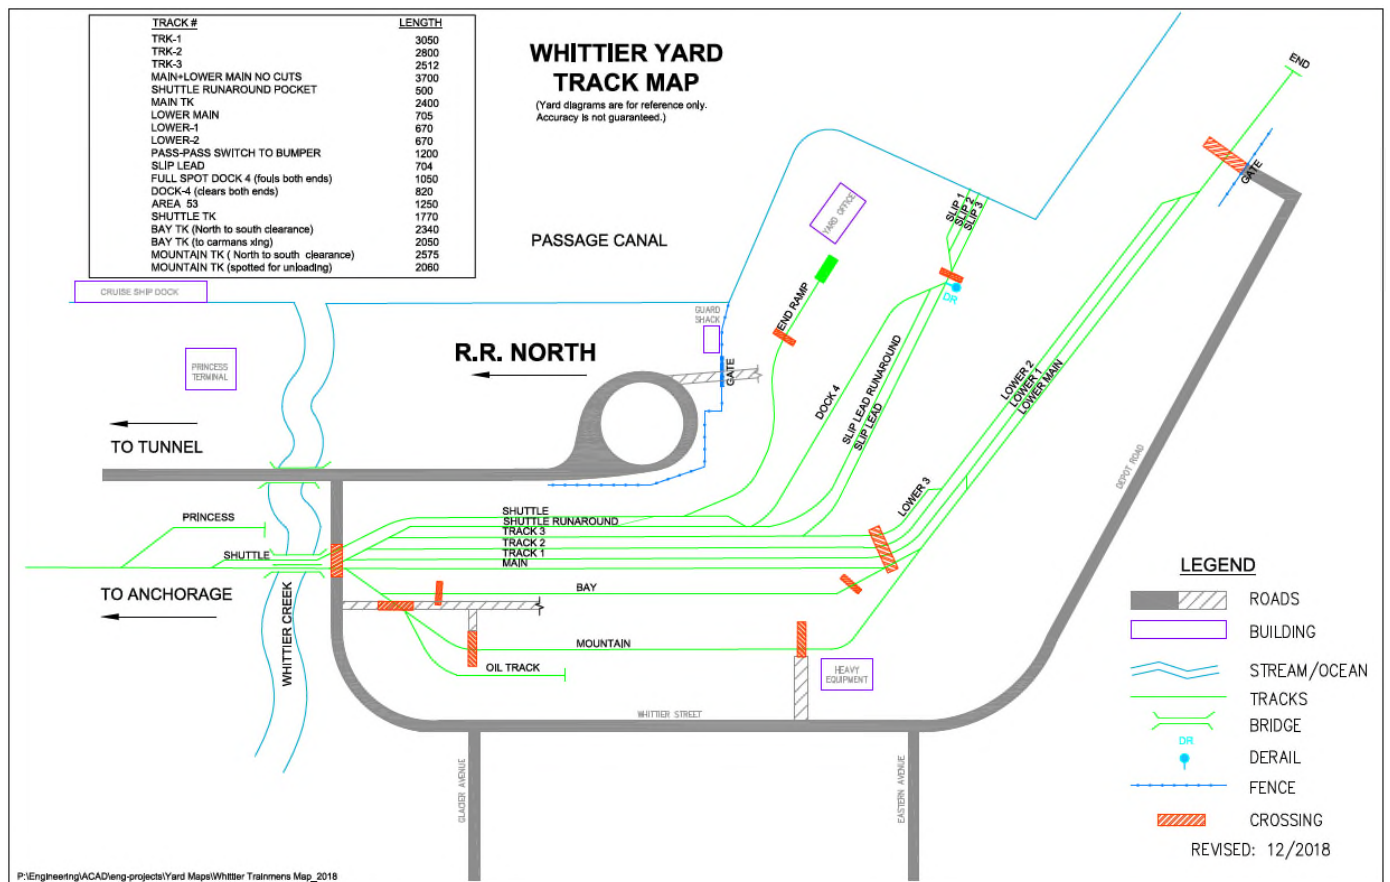 TRACK # LENGTH
TRK-1 3050
TRK-2 2800
TRK-3 2512
MAIN+LOWER MAIN NO CUTS 3700
SHUTTLE RUNAROUND POCKET 500
MAIN TK 2400
LOWER MAIN 705
LOWER-1 670
LOWER-2 670
PASS-PASS SWITCH TO BUMPER 1200
SLIP LEAD 704
FULL SPOT DOCK 4 (fouls both ends) 1050
DOCK-4 (clears both ends) 820
AREA 53 1250
SHUTTLE TK 1770
BAY TK (North to south clearance) 2340
BAY TK (to carmans xing) 2050
MOUNTAIN TK ( North to south clearance) 2575
MOUNTAIN TK (spotted for unloading) 2060
WHITTIER YARD
TRACK MAP
(Yard diagrams are for reference only.
Accuracy is not guaranteed.)
END
GATE
YARD OFFICE
SLIP 1
SLIP 2
SLIP 3
PASSAGE CANAL
CRUISE SHIP DOCK
DR
END RAMP
GUARD
SHACK
PRINCESS
TERMINAL
R.R. NORTH
GATE
DOCK 4
SLIP LEAD RUNAROUND
SLIP LEAD
LOWER 2
LOWER 1
LOWER MAIN
TO TUNNEL
DEPOT ROAD
LOWER 3
PRINCESS
SHUTTLE
SHUTTLE
SHUTTLE RUNAROUND
TRACK 3
TRACK 2
TRACK 1
MAIN
TO ANCHORAGE
BAY
WHITTIER CREEK
MOUNTAIN
OIL TRACK
HEAVY
EQUIPMENT
WHITTIER STREET
GLACIER AVENUE
EASTERN AVENUE
LEGEND
ROADS
BUILDING
STREAM/OCEAN
TRACKS
BRIDGE
DR
DERAIL
FENCE
CROSSING
REVISED: 12/2018
P:\Engineering\ACAD\eng-projects\Yard Maps\Whittier Trainmens Map_2018